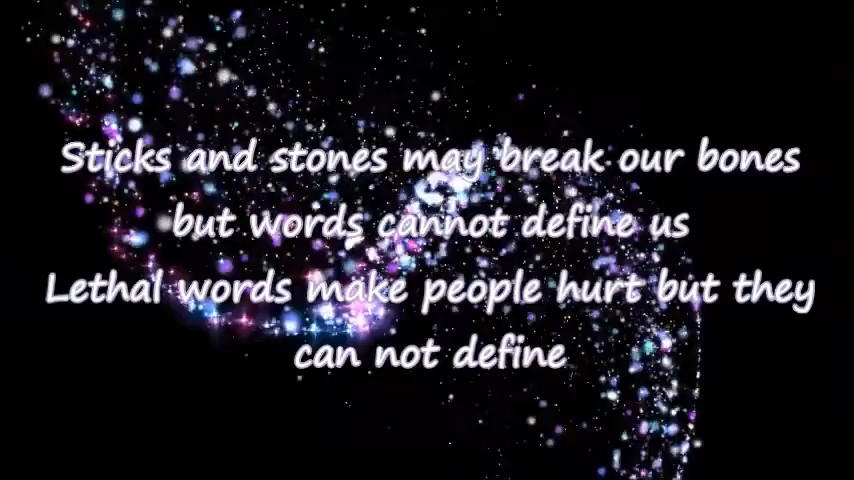 Sticks and stones may break our bones
but words cannot define us
Lethal words make people hurt but they
can not define